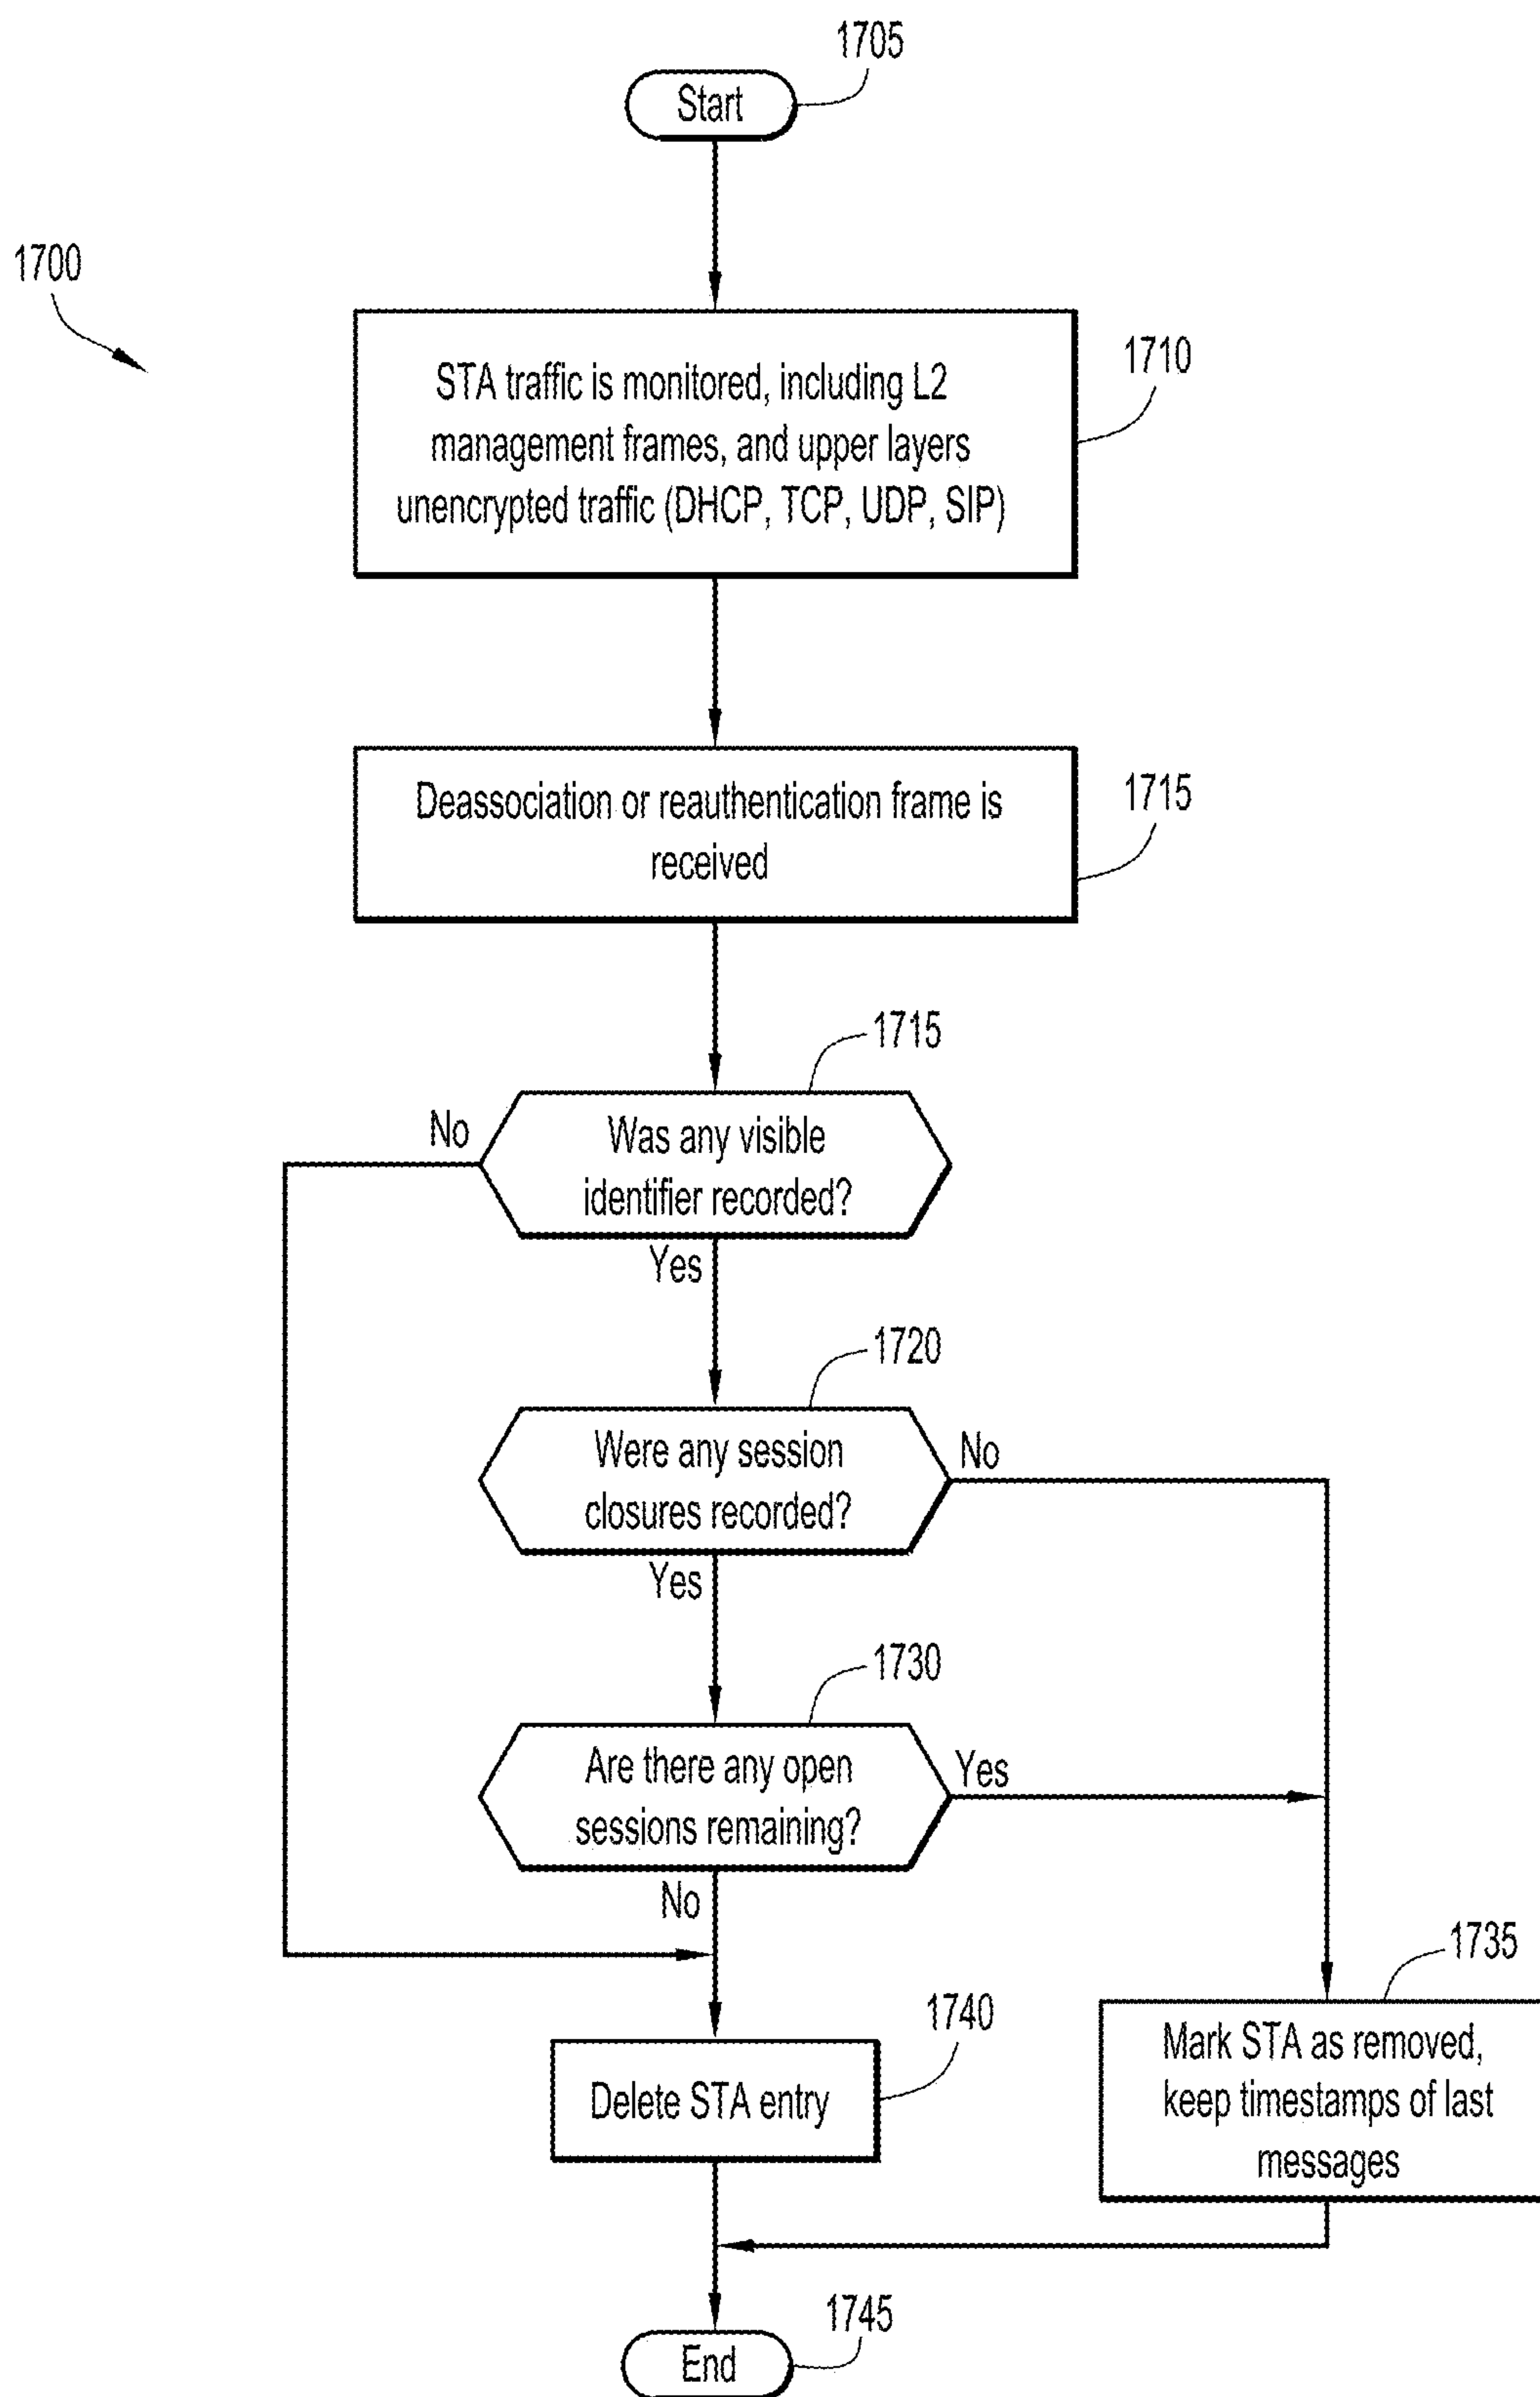 1705
Start
1700
1710
STA traffic is monitored, including L2
management frames, and upper layers
unencrypted traffic (DHCP, TCP, UDP, SIP)
1715
Deassociation or reauthentication frame is
received
1715
No
Was any visible
identifier recorded?
Yes
1720
Were any session
closures recorded?
No
Yes
1730
Are there any open
sessions remaining?
Yes
No
1735
Mark STA as removed,
keep timestamps of last
messages
1740
Delete STA entry
1745
End